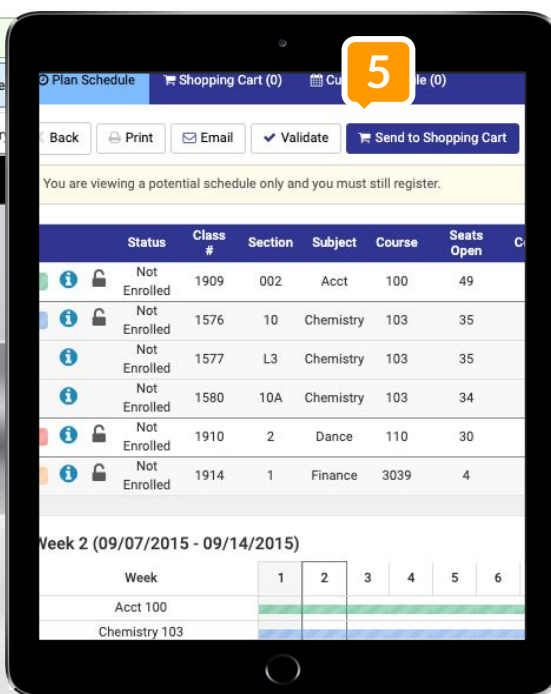 5
Plan Schedule Shopping Cart (0)
Back Print Email Validate Send to Shopping Cart
You are viewing a potential schedule only and you must still register.
Status Class # Section Subject Course Seats Open
Not Enrolled 1909 002 Acct 100 49
Not Enrolled 1576 10 Chemistry 103 35
Not Enrolled 1577 L3 Chemistry 103 35
Not Enrolled 1580 10A Chemistry 103 34
Not Enrolled 1910 2 Dance 110 30
Not Enrolled 1914 1 Finance 3039 4
Week 2 (09/07/2015 - 09/14/2015)
Week 1 2 3 4 5 6
Acct 100
Chemistry 103